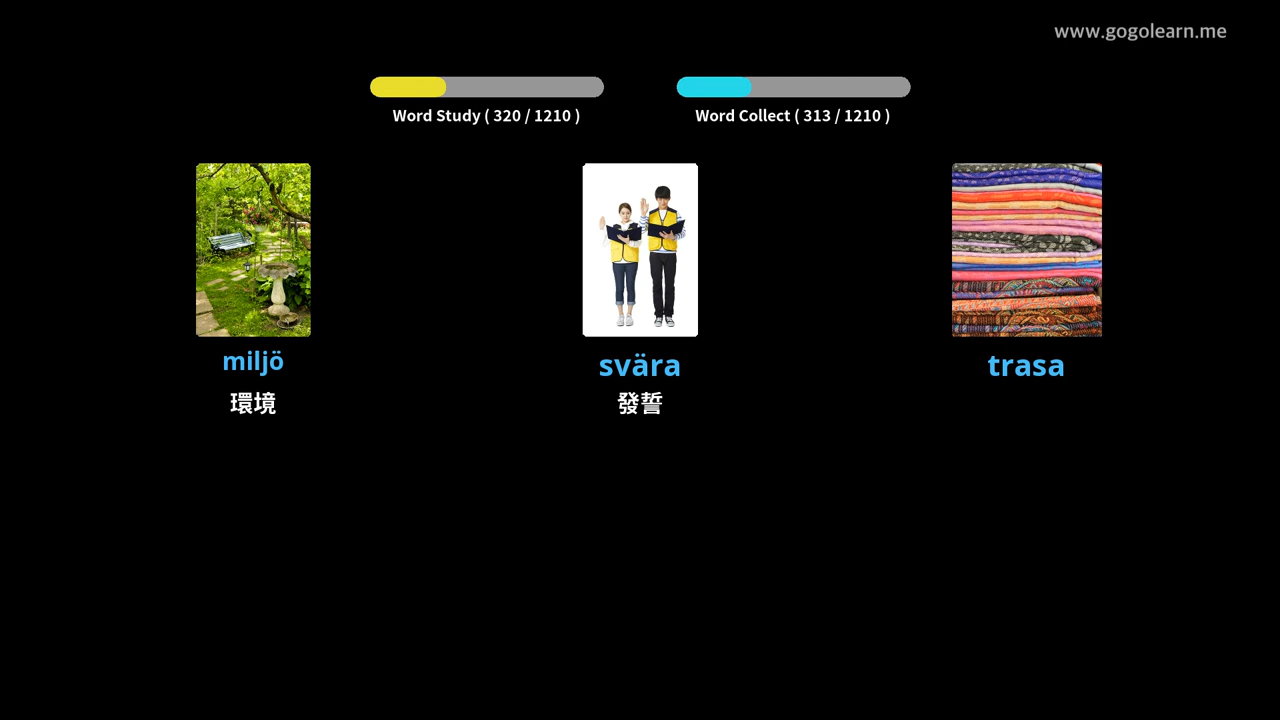 www.gogolearn.me
Word Study ( 320 / 1210 )
Word Collect ( 313 / 1210 )
miljö
環境
svära
發誓
trasa